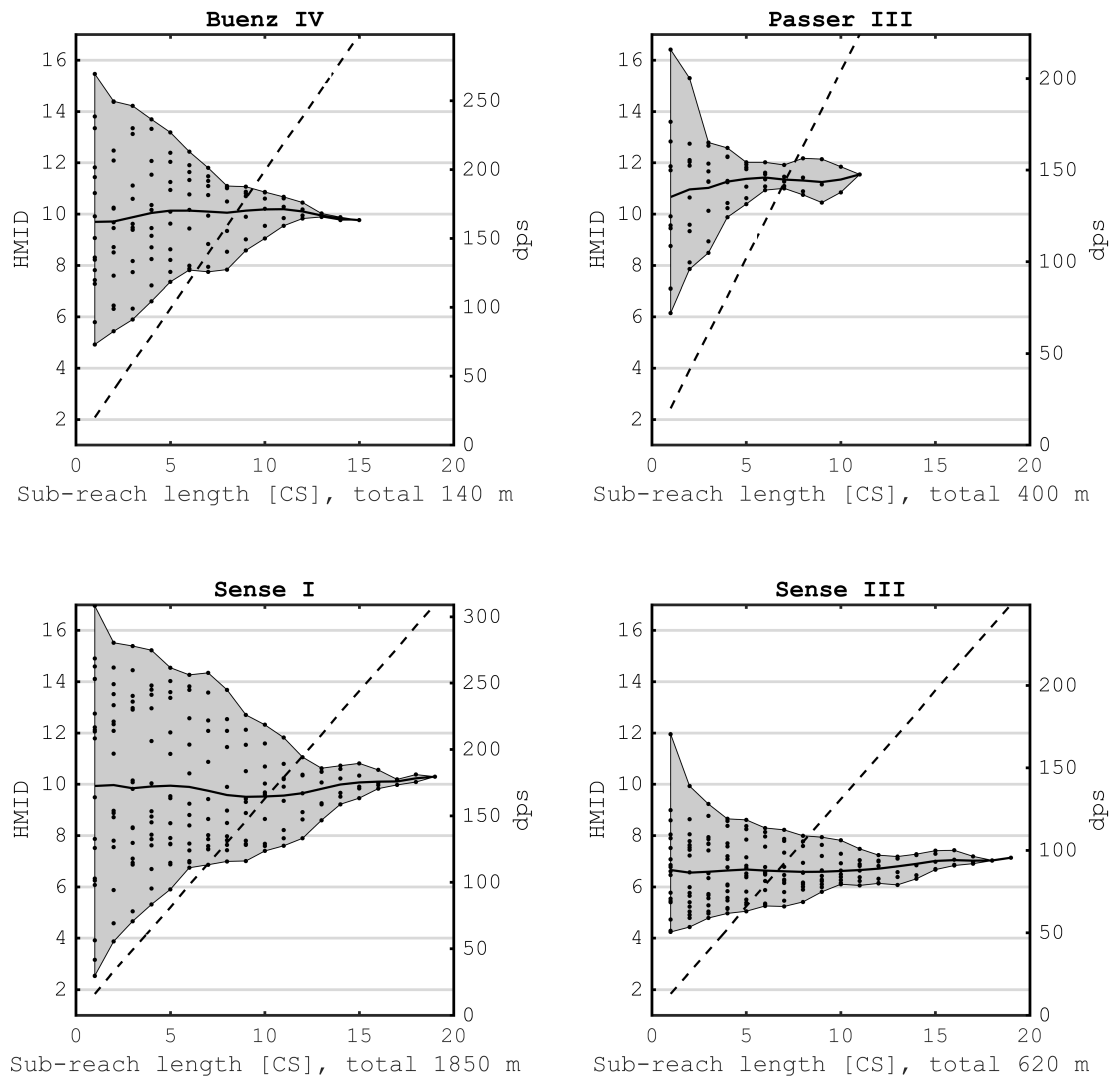 Buenz IV
Passer III
16
14
12
10
8
6
4
2
HMID
250
200
150
100
50
0
dps
0 5 10 15 20
Sub-reach length [CS], total 140 m
16
14
12
10
8
6
4
2
HMID
200
150
100
50
0
dps
0 5 10 15 20
Sub-reach length [CS], total 400 m
Sense I
Sense III
16
14
12
10
8
6
4
2
HMID
300
250
200
150
100
50
0
dps
0 5 10 15 20
Sub-reach length [CS], total 1850 m
16
14
12
10
8
6
4
2
HMID
200
150
100
50
0
dps
0 5 10 15 20
Sub-reach length [CS], total 620 m